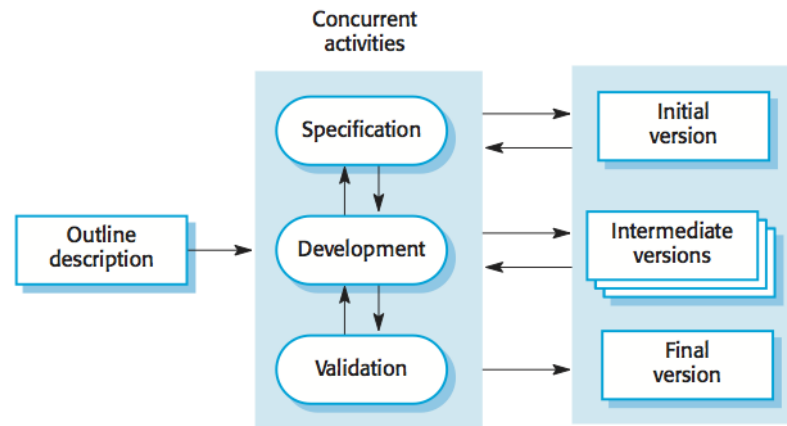 Concurrent
activities
Specification
Initial
version
Outline
description
Development
Intermediate
versions
Validation
Final
version